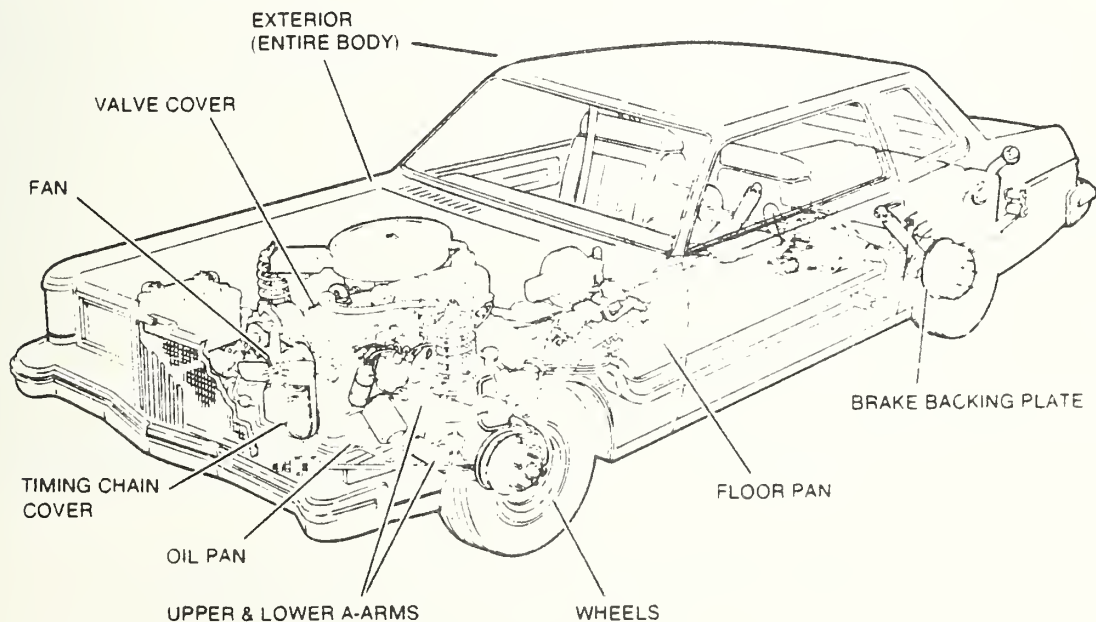 EXTERIOR
(ENTIRE BODY)
VALVE COVER
FAN
BRAKE BACKING PLATE
TIMING CHAIN
COVER
FLOOR PAN
OIL PAN
UPPER & LOWER A-ARMS
WHEELS